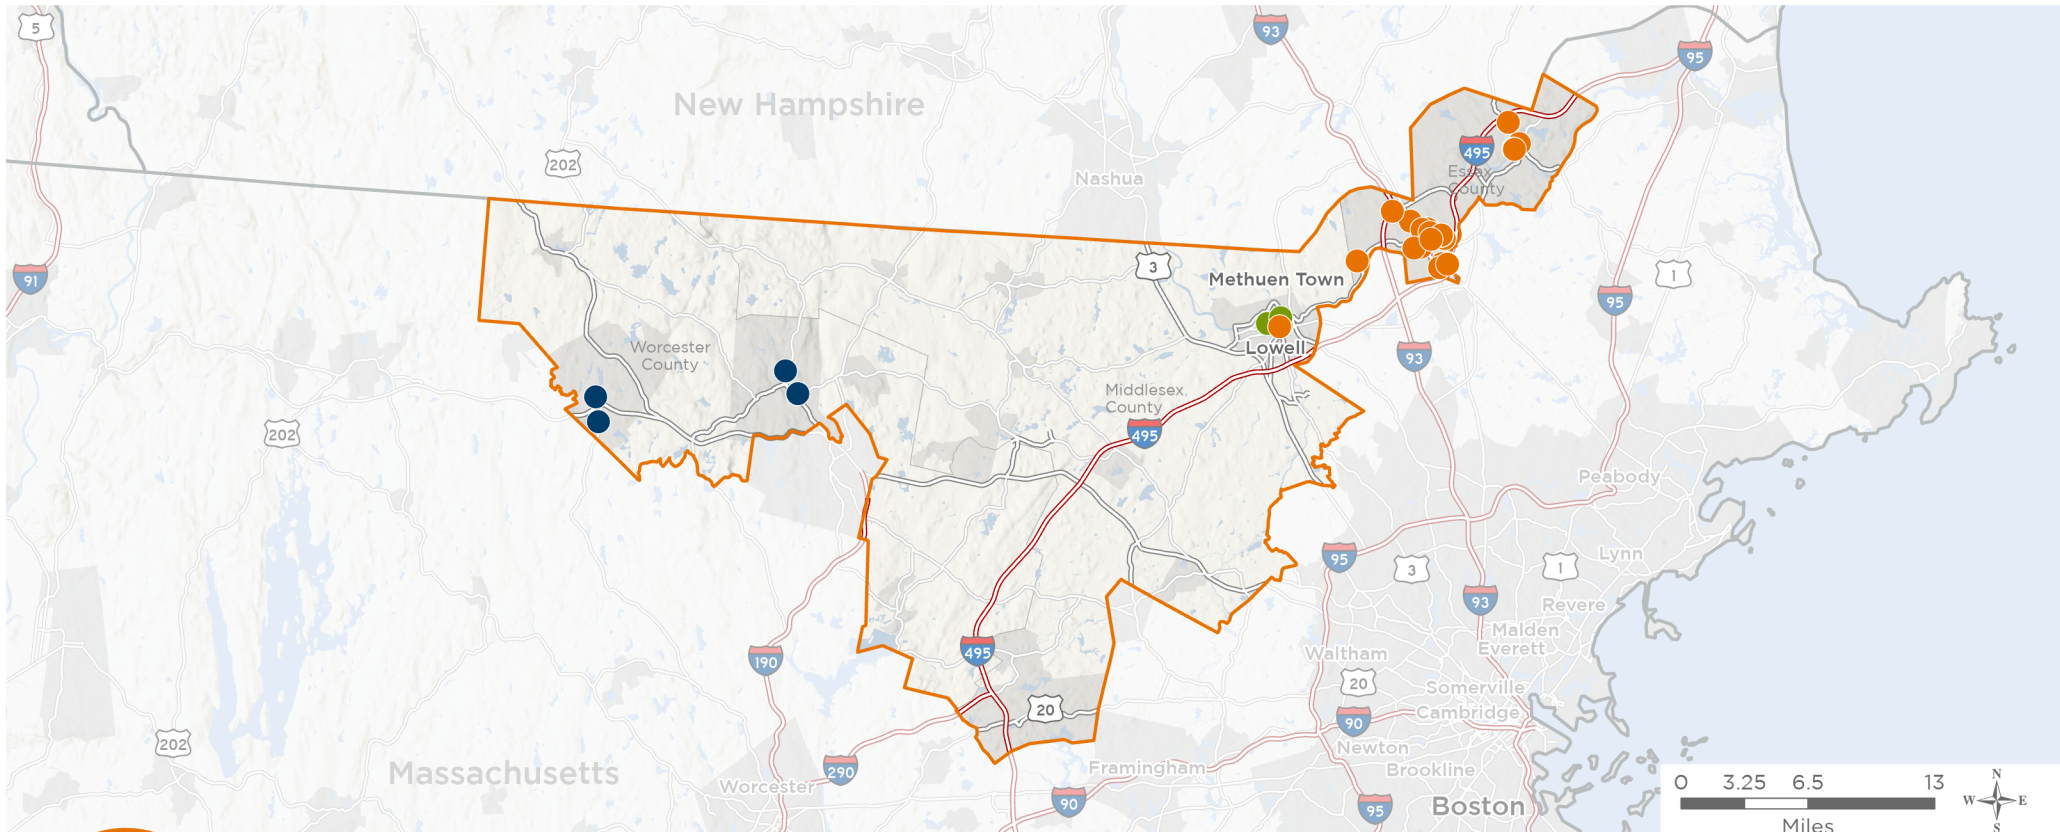 5
93
95
New Hampshire
202
495
Nashua
Essex
County
91
3
Methuen Town
1
95
Worcester
County
Lowell
93
Middlesex
County
202
495
Peabody
95
Lynn
3
1
93
Revere
Malden
Everett
190
495
Waltham
20
Somerville
20
Cambridge
90
202
Newton
Massachusetts
290
Framingham
Brookline
Worcester
90
95
Boston
0 3.25 6.5 13
Miles
N
W E
S